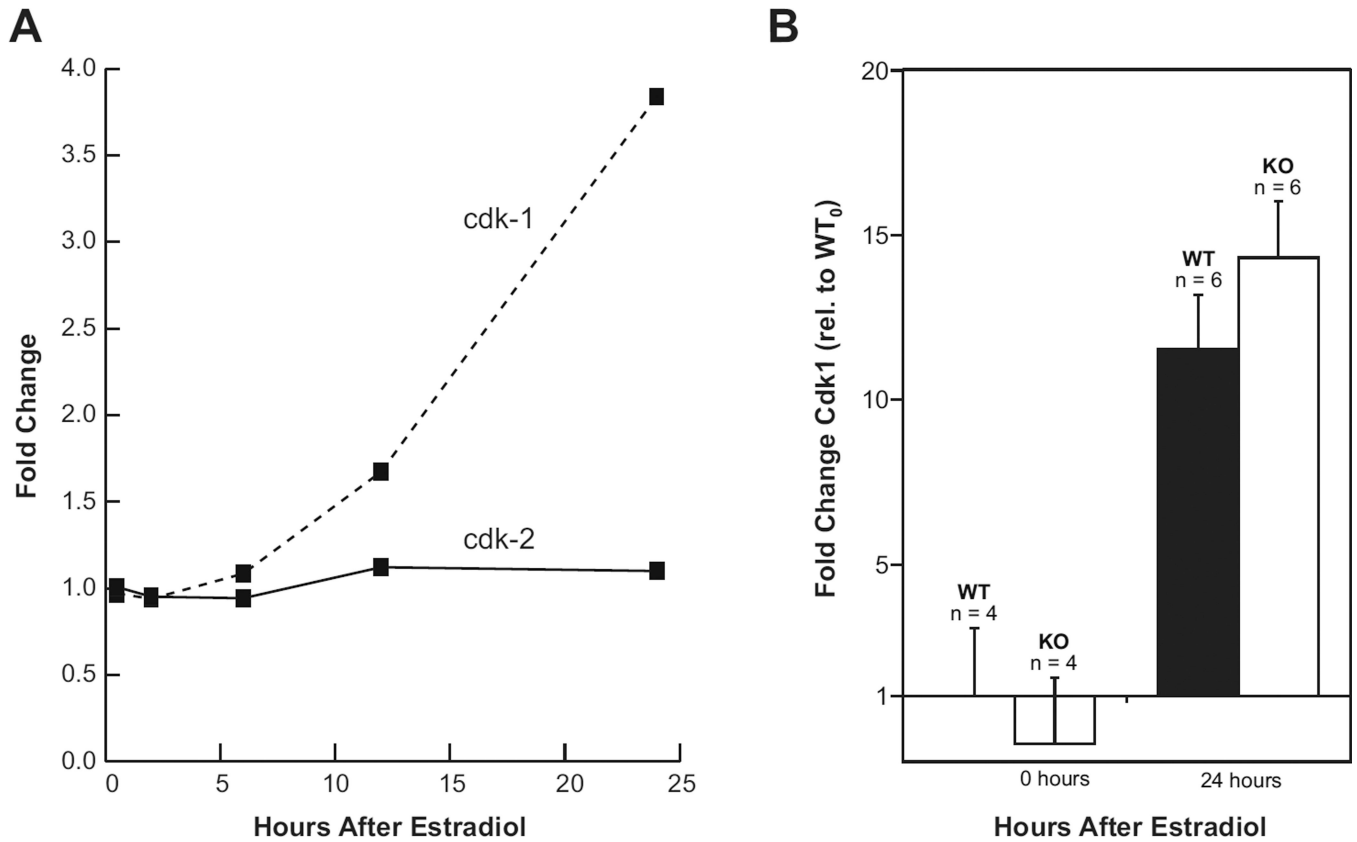 A
4.0
3.5
3.0
2.5
2.0
1.5
1.0
0.5
0.0
Fold Change
cdk-1
cdk-2
0 5 10 15 20 25
Hours After Estradiol
B
20
15
10
5
1
Fold Change Cdk1 (rel. to WT0)
WT
n = 4
KO
n = 4
WT
n = 6
KO
n = 6
0 hours 24 hours
Hours After Estradiol